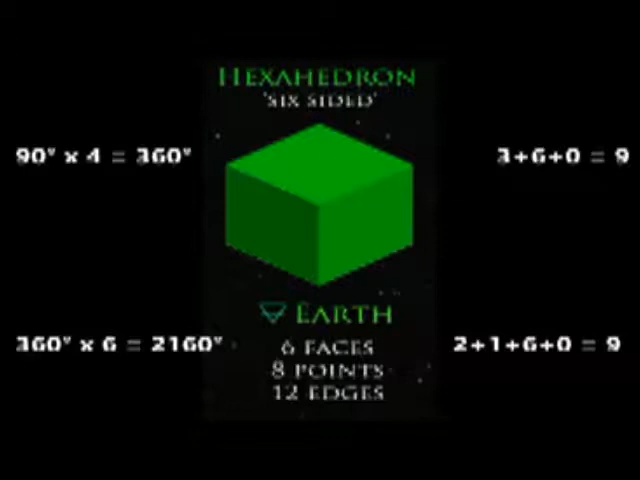 HEXAHEDRON
'SIX SIDED'
90° x 4 = 360°
3+6+0 = 9
EARTH
360° x 6 = 2160°
2+1+6+0 = 9
6 FACES
8 POINTS
12 EDGES